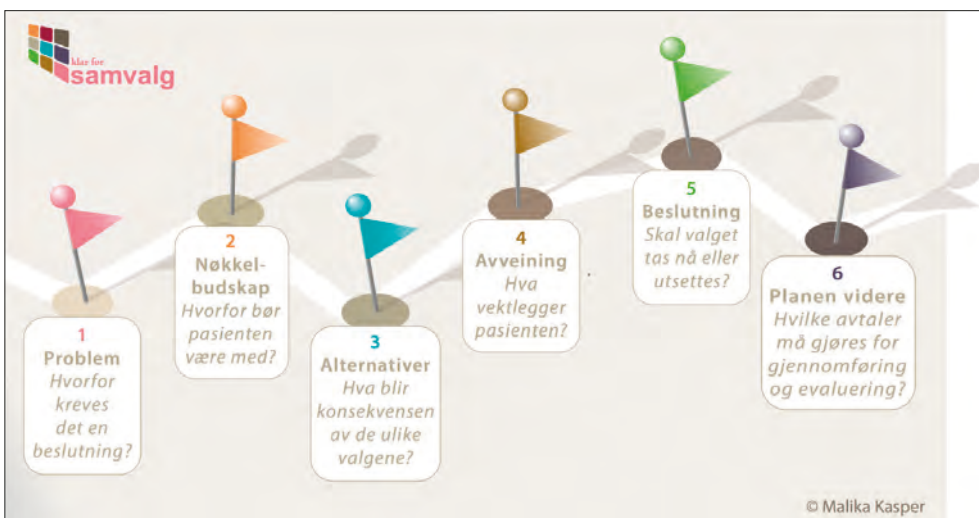 klar for
samvalg
1
Problem
Hvorfor
kreves
det en
beslutning?
2
Nøkkel-
budskap
Hvorfor bør
pasienten
være med?
3
Alternativer
Hva blir
konsekvensen
av de ulike
valgene?
4
Avveining
Hva
vektlegger
pasienten?
5
Beslutning
Skal valget
tas nå eller
utsettes?
6
Planen videre
Hvilke avtaler
må gjøres for
gjennomføring
og evaluering?
© Malika Kasper